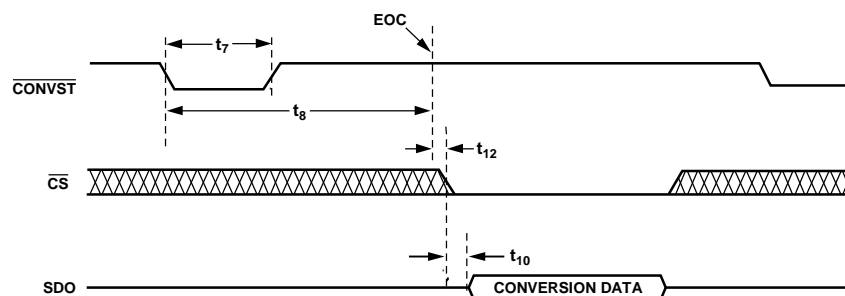 EOC
t7
CONVST
t8
t12
CS
t10
SDO
CONVERSION DATA